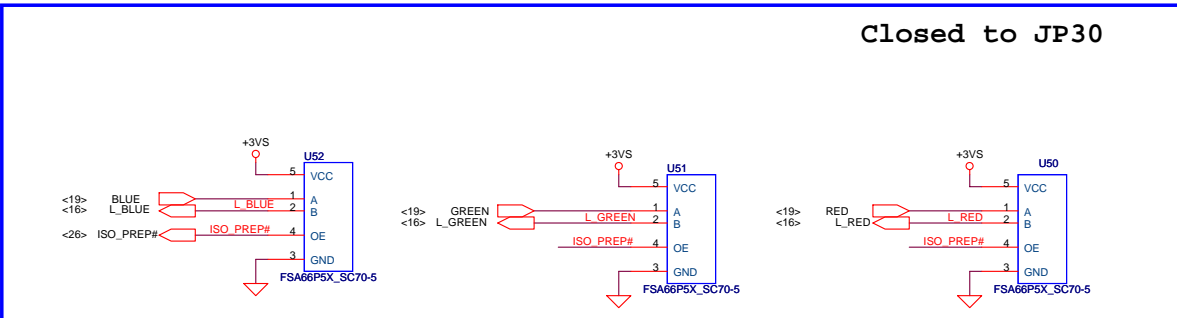 Closed to JP30
+3VS
U52
5 VCC
<19> BLUE 1 A
<16> L_BLUE L_BLUE 2 B
<26> ISO_PREP# ISO_PREP# 4 OE
3 GND
FSA66P5X_SC70-5
+3VS
U51
5 VCC
<19> GREEN 1 A
<16> L_GREEN L_GREEN 2 B
ISO_PREP# 4 OE
3 GND
FSA66P5X_SC70-5
+3VS
U50
5 VCC
<19> RED 1 A
<16> L_RED L_RED 2 B
ISO_PREP# 4 OE
3 GND
FSA66P5X_SC70-5